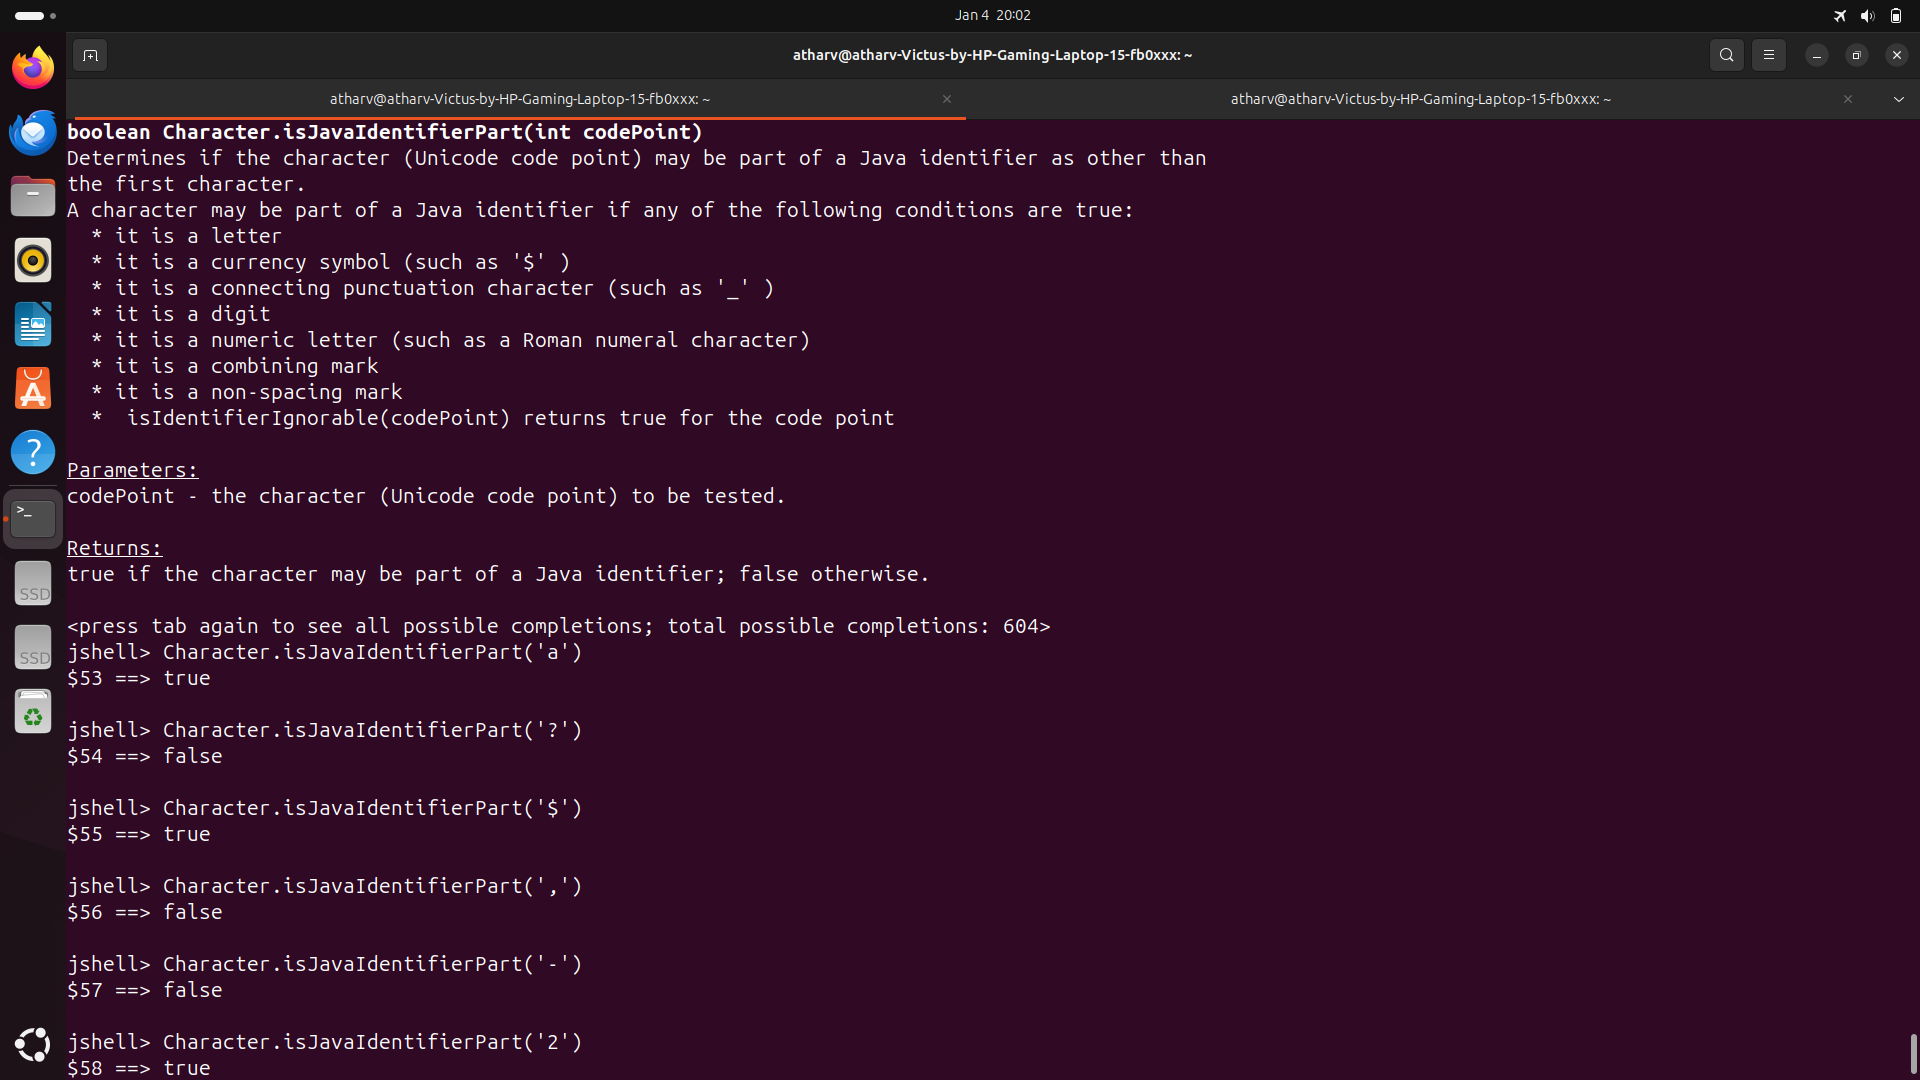 Jan 4 20:02
atharv@atharv-Victus-by-HP-Gaming-Laptop-15-fb0xxx: ~
atharv@atharv-Victus-by-HP-Gaming-Laptop-15-fb0xxx: ~
atharv@atharv-Victus-by-HP-Gaming-Laptop-15-fb0xxx: ~
boolean Character.isJavaIdentifierPart(int codePoint)
Determines if the character (Unicode code point) may be part of a Java identifier as other than
the first character.
A character may be part of a Java identifier if any of the following conditions are true:
  * it is a letter
  * it is a currency symbol (such as '$' )
  * it is a connecting punctuation character (such as '_' )
  * it is a digit
  * it is a numeric letter (such as a Roman numeral character)
  * it is a combining mark
  * it is a non-spacing mark
  *  isIdentifierIgnorable(codePoint) returns true for the code point
Parameters:
codePoint - the character (Unicode code point) to be tested.
Returns:
true if the character may be part of a Java identifier; false otherwise.
<press tab again to see all possible completions; total possible completions: 604>
jshell> Character.isJavaIdentifierPart('a')
$53 ==> true
jshell> Character.isJavaIdentifierPart('?')
$54 ==> false
jshell> Character.isJavaIdentifierPart('$')
$55 ==> true
jshell> Character.isJavaIdentifierPart(',')
$56 ==> false
jshell> Character.isJavaIdentifierPart('-')
$57 ==> false
jshell> Character.isJavaIdentifierPart('2')
$58 ==> true
>_
SSD
SSD